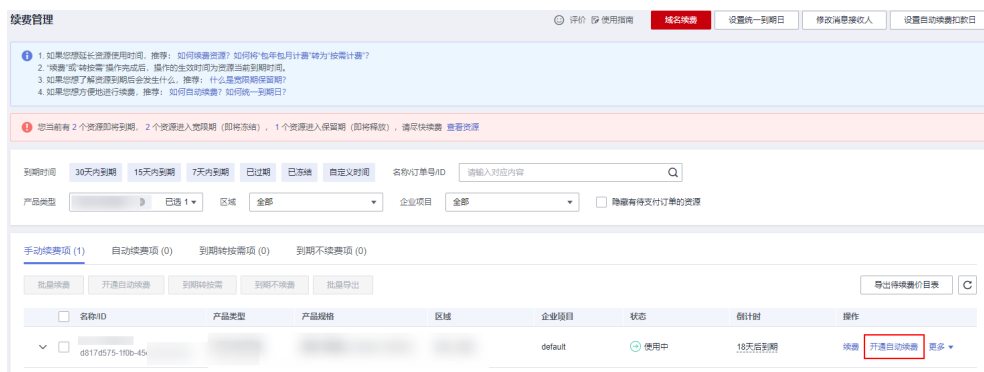 续费管理 评价 使用指南 域名续费 设置统一到期日 修改消息接收人 设置自动续费扣款日
1. 如果您想延长资源使用时间，推荐： 如何续费资源？如何将“包年包月计费”转为“按需计费”？
2. “续费”或“转按需”操作完成后，操作的生效时间为资源当前到期时间。
3. 如果您想了解资源到期后会发生什么，推荐： 什么是宽限期保留期？
4. 如果您想方便地进行续费，推荐： 如何自动续费？如何统一到期日？
您当前有 2 个资源即将到期， 2 个资源进入宽限期（即将冻结）， 1 个资源进入保留期（即将释放），请尽快续费 查看资源
到期时间 30天内到期 15天内到期 7天内到期 已过期 已冻结 自定义时间 名称/订单号/ID 请输入对应内容
产品类型 已选 1 区域 全部 企业项目 全部 隐藏有待支付订单的资源
手动续费项 (1) 自动续费项 (0) 到期转按需项 (0) 到期不续费项 (0)
批量续费 开通自动续费 到期转按需 到期不续费 批量导出 导出待续费价目表
名称/ID 产品类型 产品规格 区域 企业项目 状态 倒计时 操作
d817d575-1f0b-45 default 使用中 18天后到期 续费 开通自动续费 更多